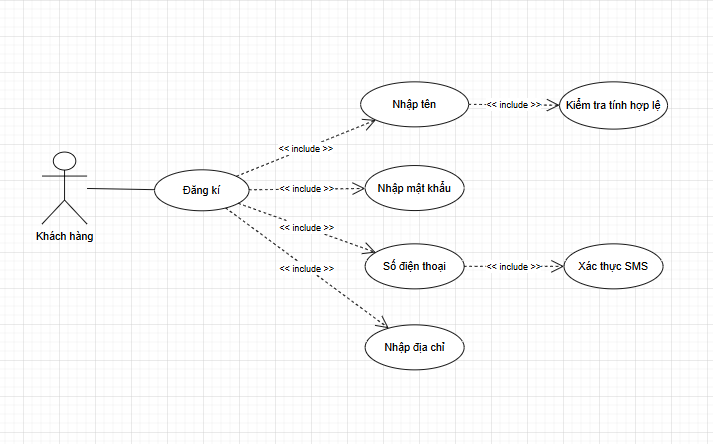 Nhập tên
<< include >>
Kiểm tra tính hợp lệ
<< include >>
Đăng kí
<< include >>
Nhập mật khẩu
Khách hàng
<< include >>
Số điện thoại
<< include >>
Xác thực SMS
<< include >>
Nhập địa chỉ